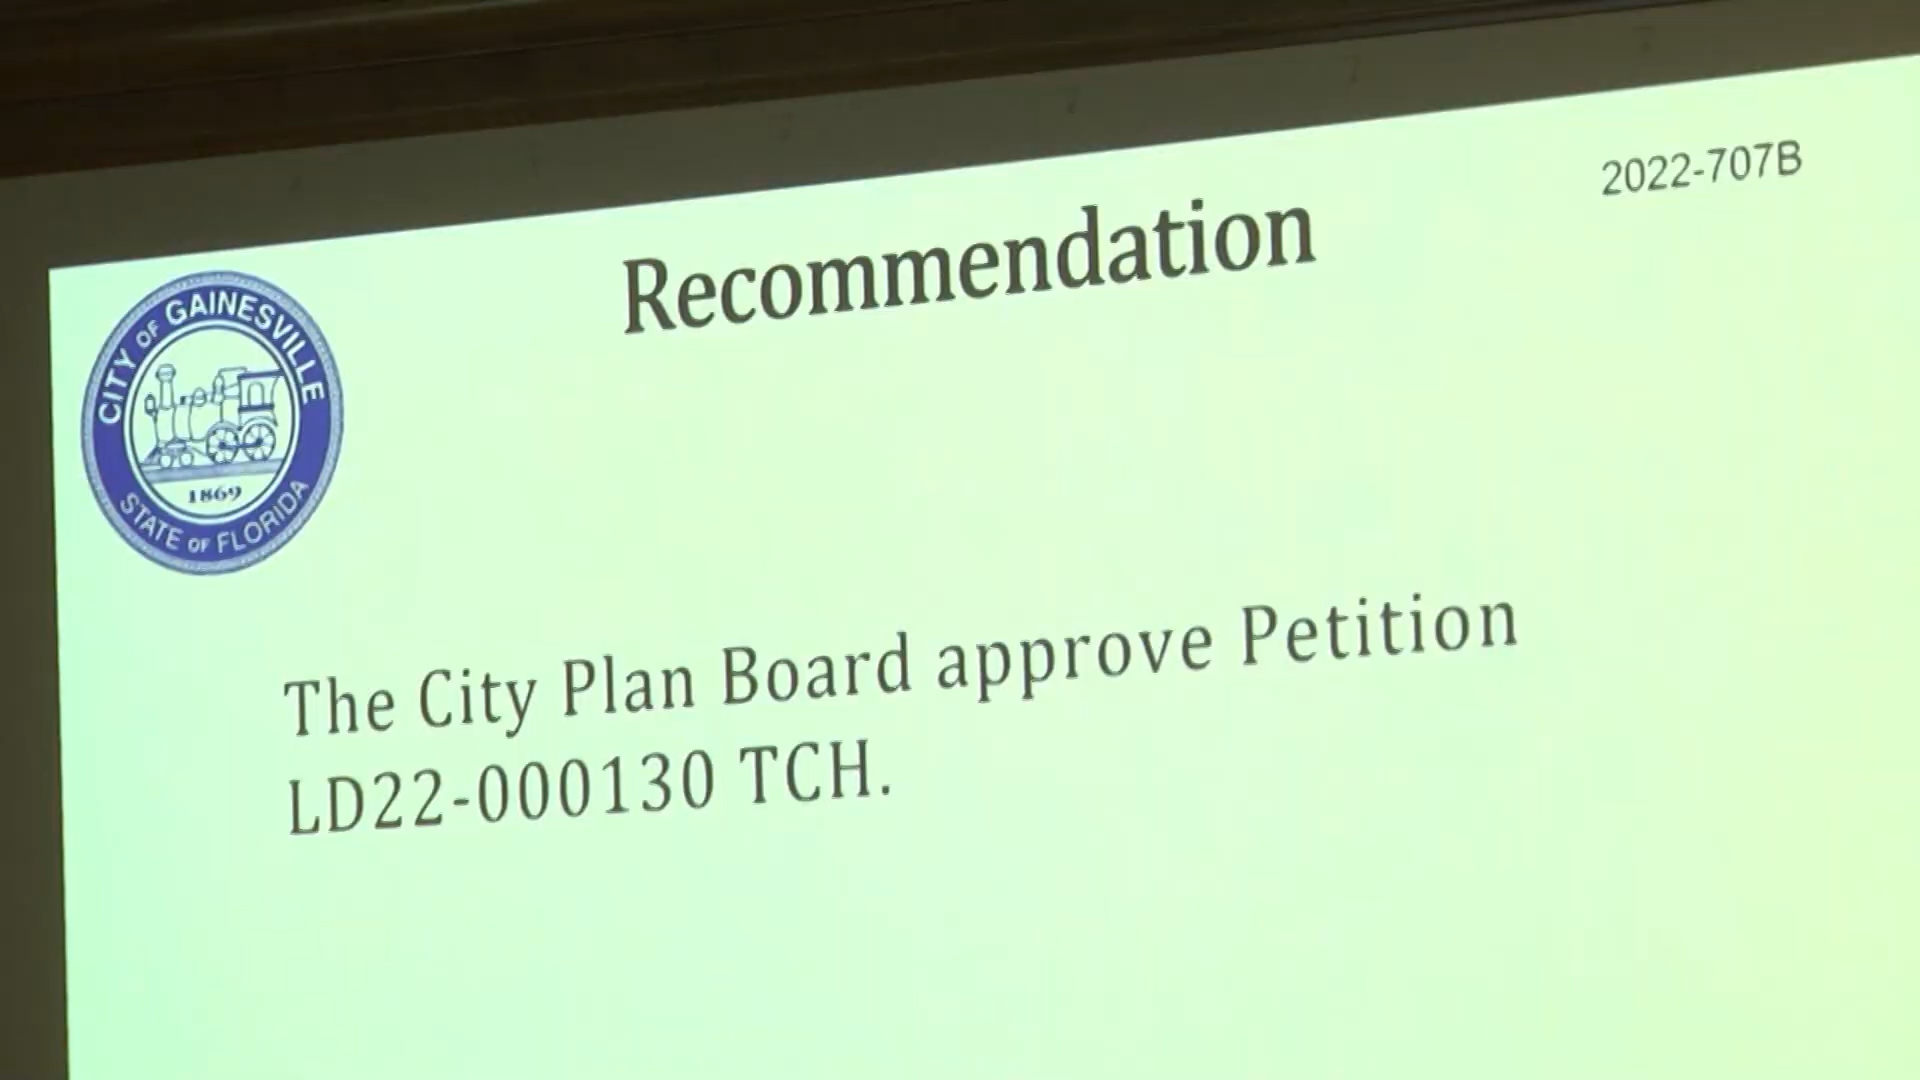 2022-707B
Recommendation
CITY OF GAINESVILLE
1869
STATE OF FLORIDA
The City Plan Board approve Petition
LD22-000130 TCH.